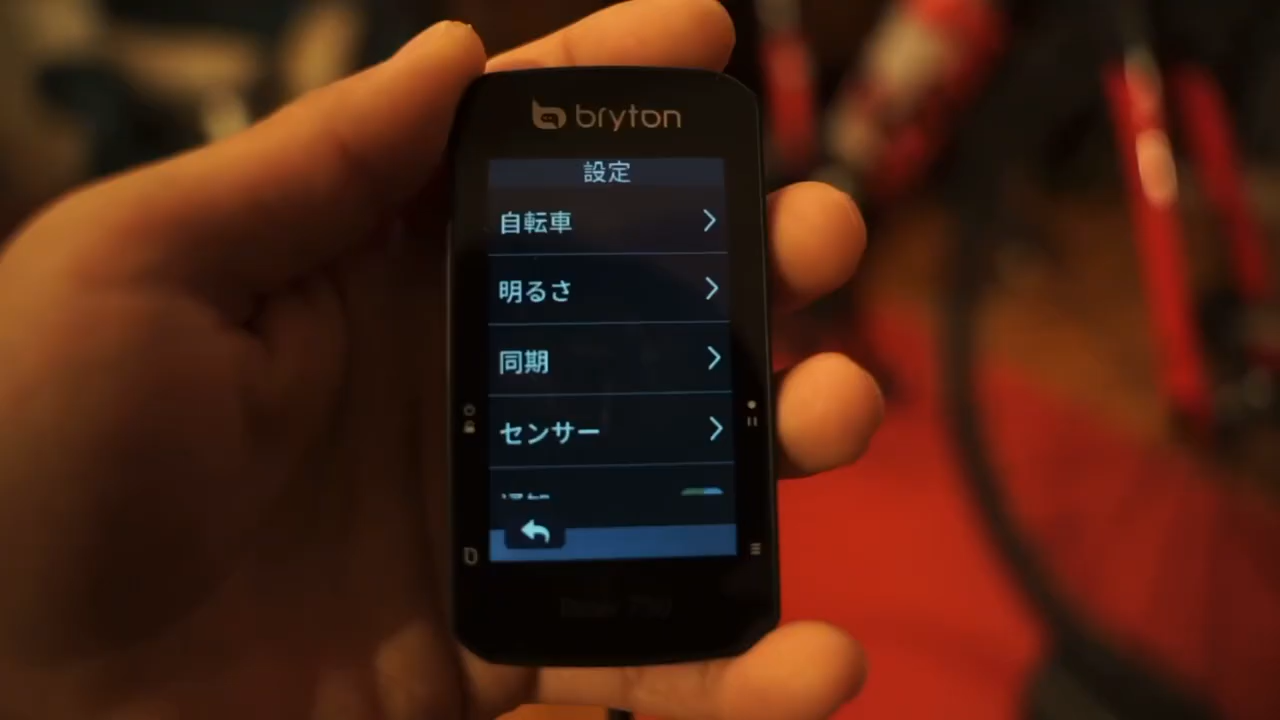 bryton
設定
自転車
明るさ
同期
センサー